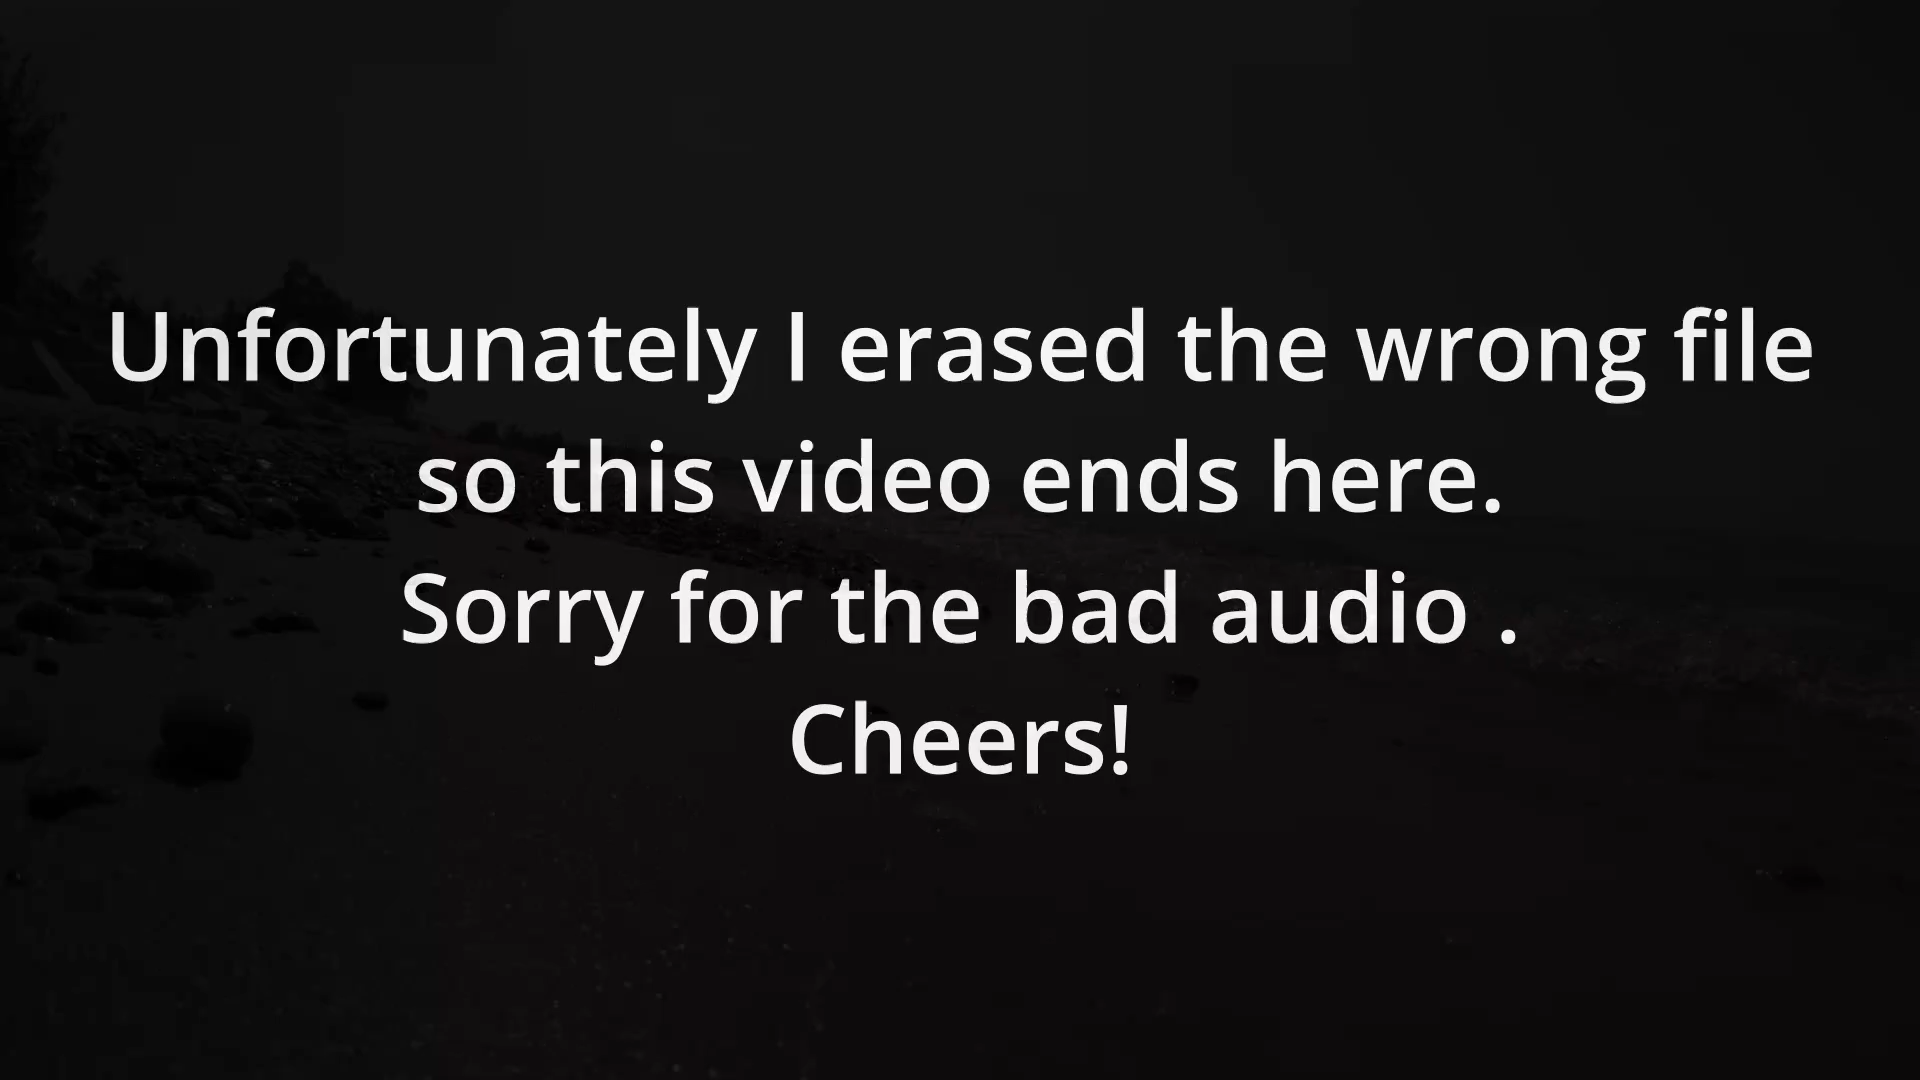 Unfortunately I erased the wrong file
so this video ends here.
Sorry for the bad audio .
Cheers!